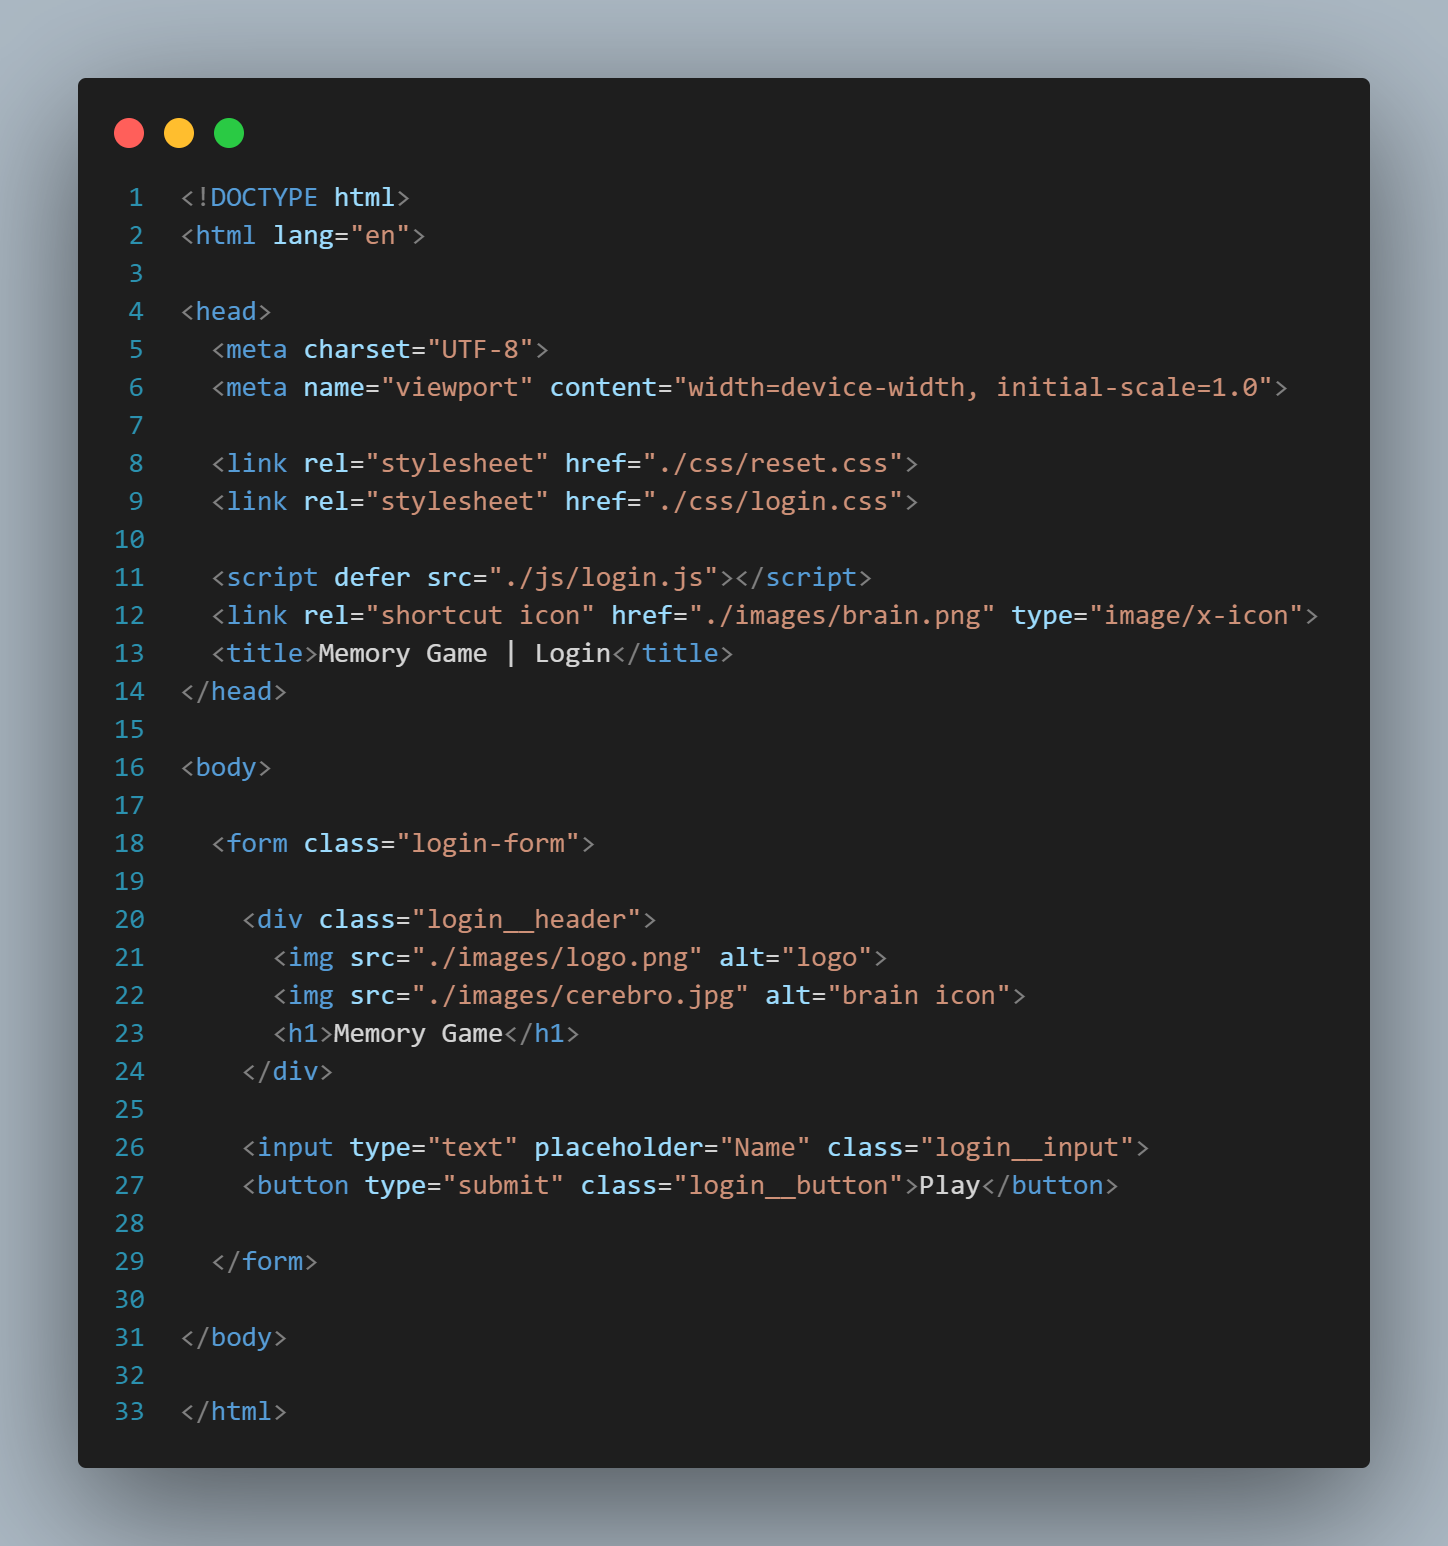 1 <!DOCTYPE html>
2 <html lang="en">
3
4 <head>
5   <meta charset="UTF-8">
6   <meta name="viewport" content="width=device-width, initial-scale=1.0">
7
8   <link rel="stylesheet" href="./css/reset.css">
9   <link rel="stylesheet" href="./css/login.css">
10
11   <script defer src="./js/login.js"></script>
12   <link rel="shortcut icon" href="./images/brain.png" type="image/x-icon">
13   <title>Memory Game | Login</title>
14 </head>
15
16 <body>
17
18   <form class="login-form">
19
20     <div class="login__header">
21       <img src="./images/logo.png" alt="logo">
22       <img src="./images/cerebro.jpg" alt="brain icon">
23       <h1>Memory Game</h1>
24     </div>
25
26     <input type="text" placeholder="Name" class="login__input">
27     <button type="submit" class="login__button">Play</button>
28
29   </form>
30
31 </body>
32
33 </html>